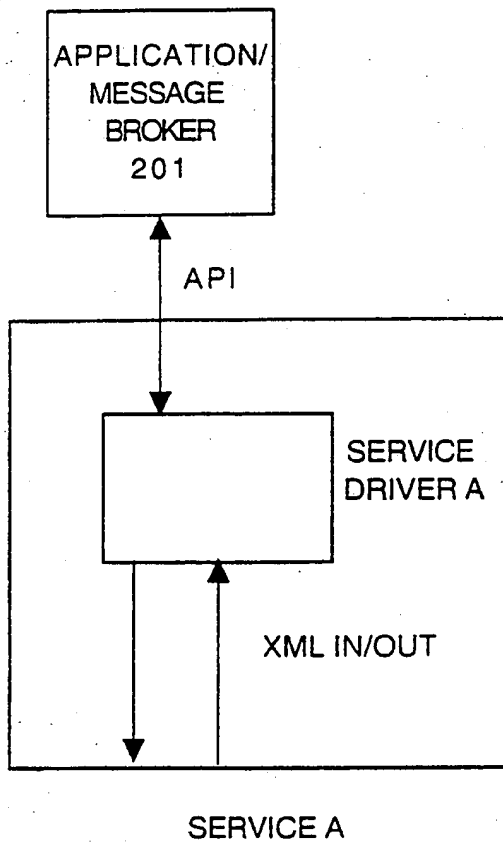 APPLICATION/
MESSAGE
BROKER
201
API
SERVICE
DRIVER A
XML IN/OUT
SERVICE A